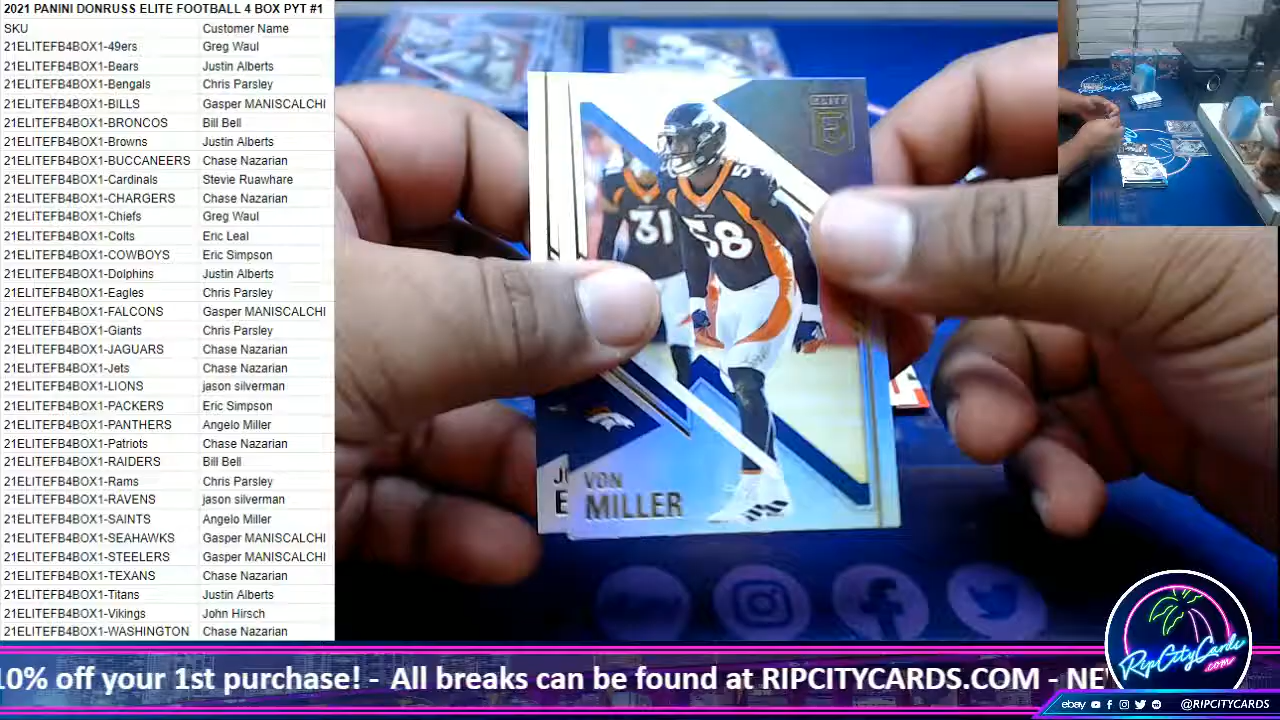 2021 PANINI DONRUSS ELITE FOOTBALL 4 BOX PYT #1
SKU Customer Name
21ELITEFB4BOX1-49ers Greg Waul
21ELITEFB4BOX1-Bears Justin Alberts
21ELITEFB4BOX1-Bengals Chris Parsley
21ELITEFB4BOX1-BILLS Gasper MANISCALCHI
21ELITEFB4BOX1-BRONCOS Bill Bell
21ELITEFB4BOX1-Browns Justin Alberts
21ELITEFB4BOX1-BUCCANEERS Chase Nazarian
21ELITEFB4BOX1-Cardinals Stevie Ruawhare
21ELITEFB4BOX1-CHARGERS Chase Nazarian
21ELITEFB4BOX1-Chiefs Greg Waul
21ELITEFB4BOX1-Colts Eric Leal
21ELITEFB4BOX1-COWBOYS Eric Simpson
21ELITEFB4BOX1-Dolphins Justin Alberts
21ELITEFB4BOX1-Eagles Chris Parsley
21ELITEFB4BOX1-FALCONS Gasper MANISCALCHI
21ELITEFB4BOX1-Giants Chris Parsley
21ELITEFB4BOX1-JAGUARS Chase Nazarian
21ELITEFB4BOX1-Jets Chase Nazarian
21ELITEFB4BOX1-LIONS jason silverman
21ELITEFB4BOX1-PACKERS Eric Simpson
21ELITEFB4BOX1-PANTHERS Angelo Miller
21ELITEFB4BOX1-Patriots Chase Nazarian
21ELITEFB4BOX1-RAIDERS Bill Bell
21ELITEFB4BOX1-Rams Chris Parsley
21ELITEFB4BOX1-RAVENS jason silverman
21ELITEFB4BOX1-SAINTS Angelo Miller
21ELITEFB4BOX1-SEAHAWKS Gasper MANISCALCHI
21ELITEFB4BOX1-STEELERS Gasper MANISCALCHI
21ELITEFB4BOX1-TEXANS Chase Nazarian
21ELITEFB4BOX1-Titans Justin Alberts
21ELITEFB4BOX1-Vikings John Hirsch
21ELITEFB4BOX1-WASHINGTON Chase Nazarian
ELITE
E
31
58
JO
E
VON
MILLER
RipCityCards
.com
10% off your 1st purchase! - All breaks can be found at RIPCITYCARDS.COM - NE
ebay @RIPCITYCARDS